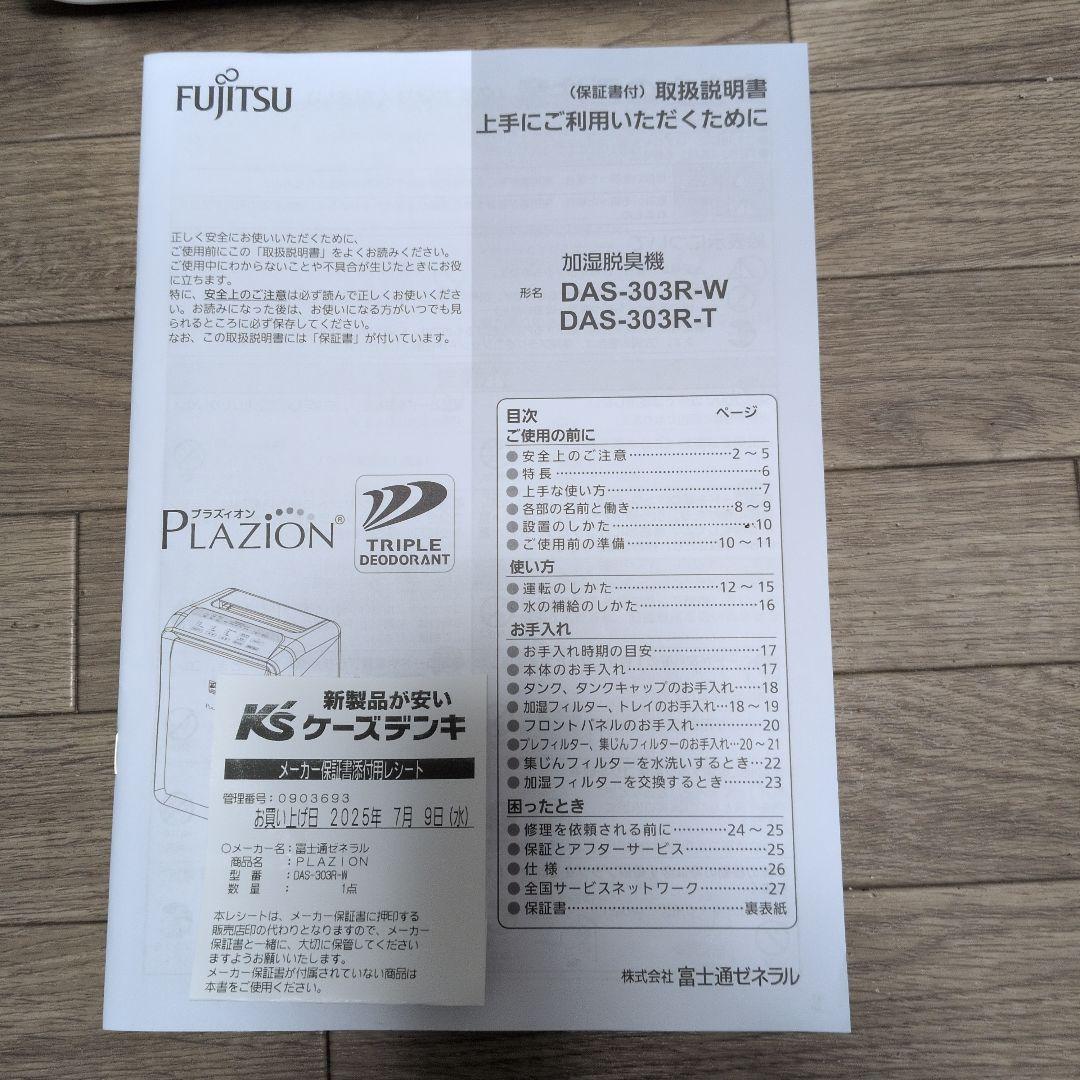 FUJITSU
（保証書付）取扱説明書
上手にご利用いただくために
正しく安全にお使いいただくために、
ご使用前にこの「取扱説明書」をよくお読みください。
ご使用中にわからないことや不具合が生じたときにお役
に立ちます。
特に、安全上のご注意は必ず読んで正しくお使いくださ
い。お読みになった後は、お使いになる方がいつでも見
られるところに必ず保存してください。
なお、この取扱説明書には「保証書」が付いています。
加湿脱臭機
形名 DAS-303R-W
DAS-303R-T
プラズィオン
PLAZION®
TRIPLE
DEODORANT
目次 ページ
ご使用の前に
●安全上のご注意……………………2～5
●特長……………………………………6
●上手な使い方…………………………7
●各部の名前と働き…………………8～9
●設置のしかた………………………10
●ご使用前の準備………………10～11
使い方
●運転のしかた…………………12～15
●水の補給のしかた…………………16
お手入れ
●お手入れ時期の目安………………17
●本体のお手入れ……………………17
●タンク、タンクキャップのお手入れ……18
●加湿フィルター、トレイのお手入れ…18～19
●フロントパネルのお手入れ…………20
●プレフィルター、集じんフィルターのお手入れ…20～21
●集じんフィルターを水洗いするとき…22
●加湿フィルターを交換するとき………23
困ったとき
●修理を依頼される前に…………24～25
●保証とアフターサービス……………25
●仕様……………………………………26
●全国サービスネットワーク…………27
●保証書……………………………裏表紙
株式会社 富士通ゼネラル
新製品が安い
K'S ケーズデンキ
メーカー保証書添付用レシート
管理番号：0903693
お買い上げ日 2025年 7月 9日（水）
○メーカー名：富士通ゼネラル
商品名 ：PLAZION
型番 ：DAS-303R-W
数量 ： 1点
本レシートは、メーカー保証書に押印する
販売店印の代わりとなりますので、メーカー
保証書と一緒に、大切に保管してください
ますようお願いいたします。
メーカー保証書が付属されていない商品は
本書をご使用ください。